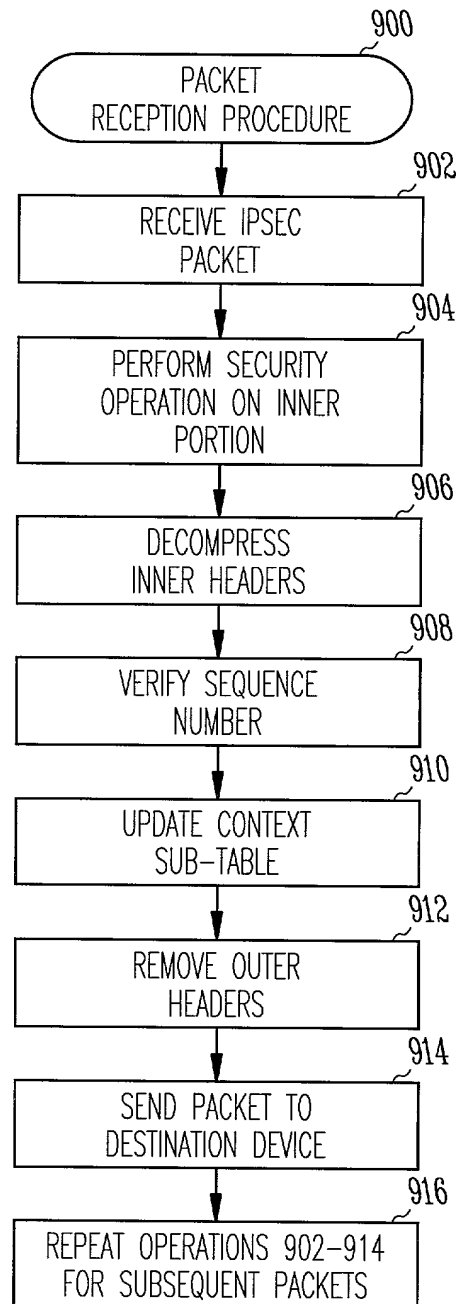 900
PACKET
RECEPTION PROCEDURE
902
RECEIVE IPSEC
PACKET
904
PERFORM SECURITY
OPERATION ON INNER
PORTION
906
DECOMPRESS
INNER HEADERS
908
VERIFY SEQUENCE
NUMBER
910
UPDATE CONTEXT
SUB-TABLE
912
REMOVE OUTER
HEADERS
914
SEND PACKET TO
DESTINATION DEVICE
916
REPEAT OPERATIONS 902-914
FOR SUBSEQUENT PACKETS